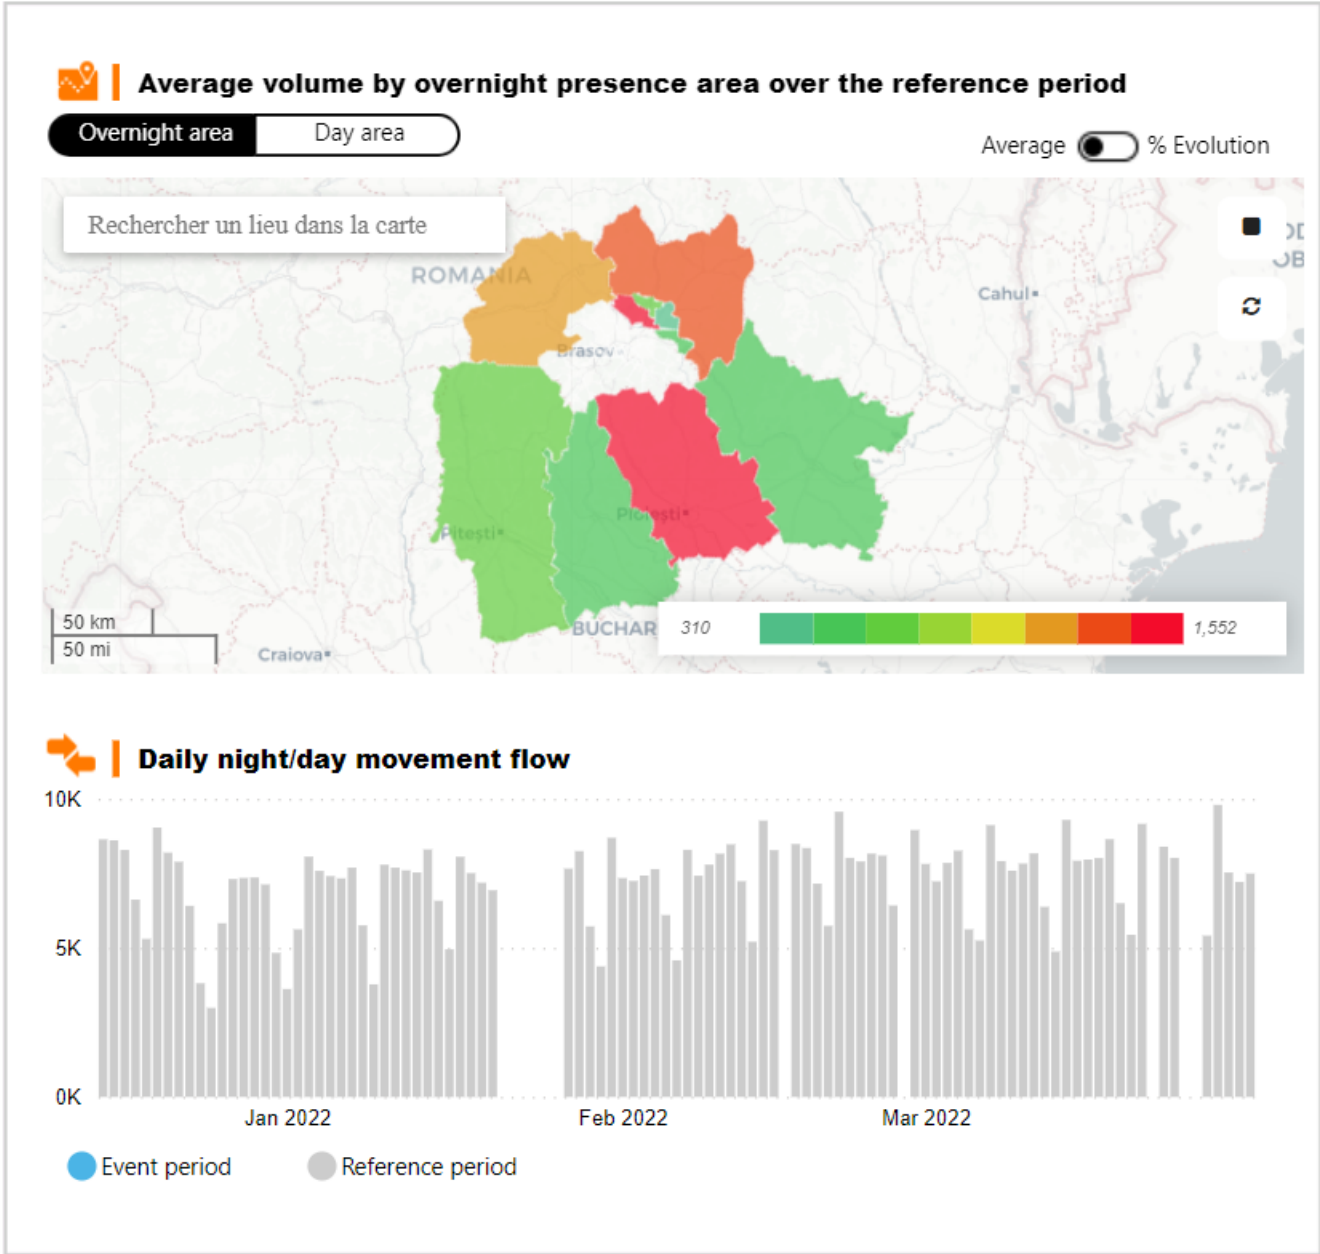 Average volume by overnight presence area over the reference period
Overnight area
Day area
Average
% Evolution
Rechercher un lieu dans la carte
ROMANIA
Cahul
Brasov
Ploiești
Pitești
50 km
50 mi
BUCHAR
310
1,552
Craiova
Daily night/day movement flow
10K
5K
0K
Jan 2022
Feb 2022
Mar 2022
Event period
Reference period